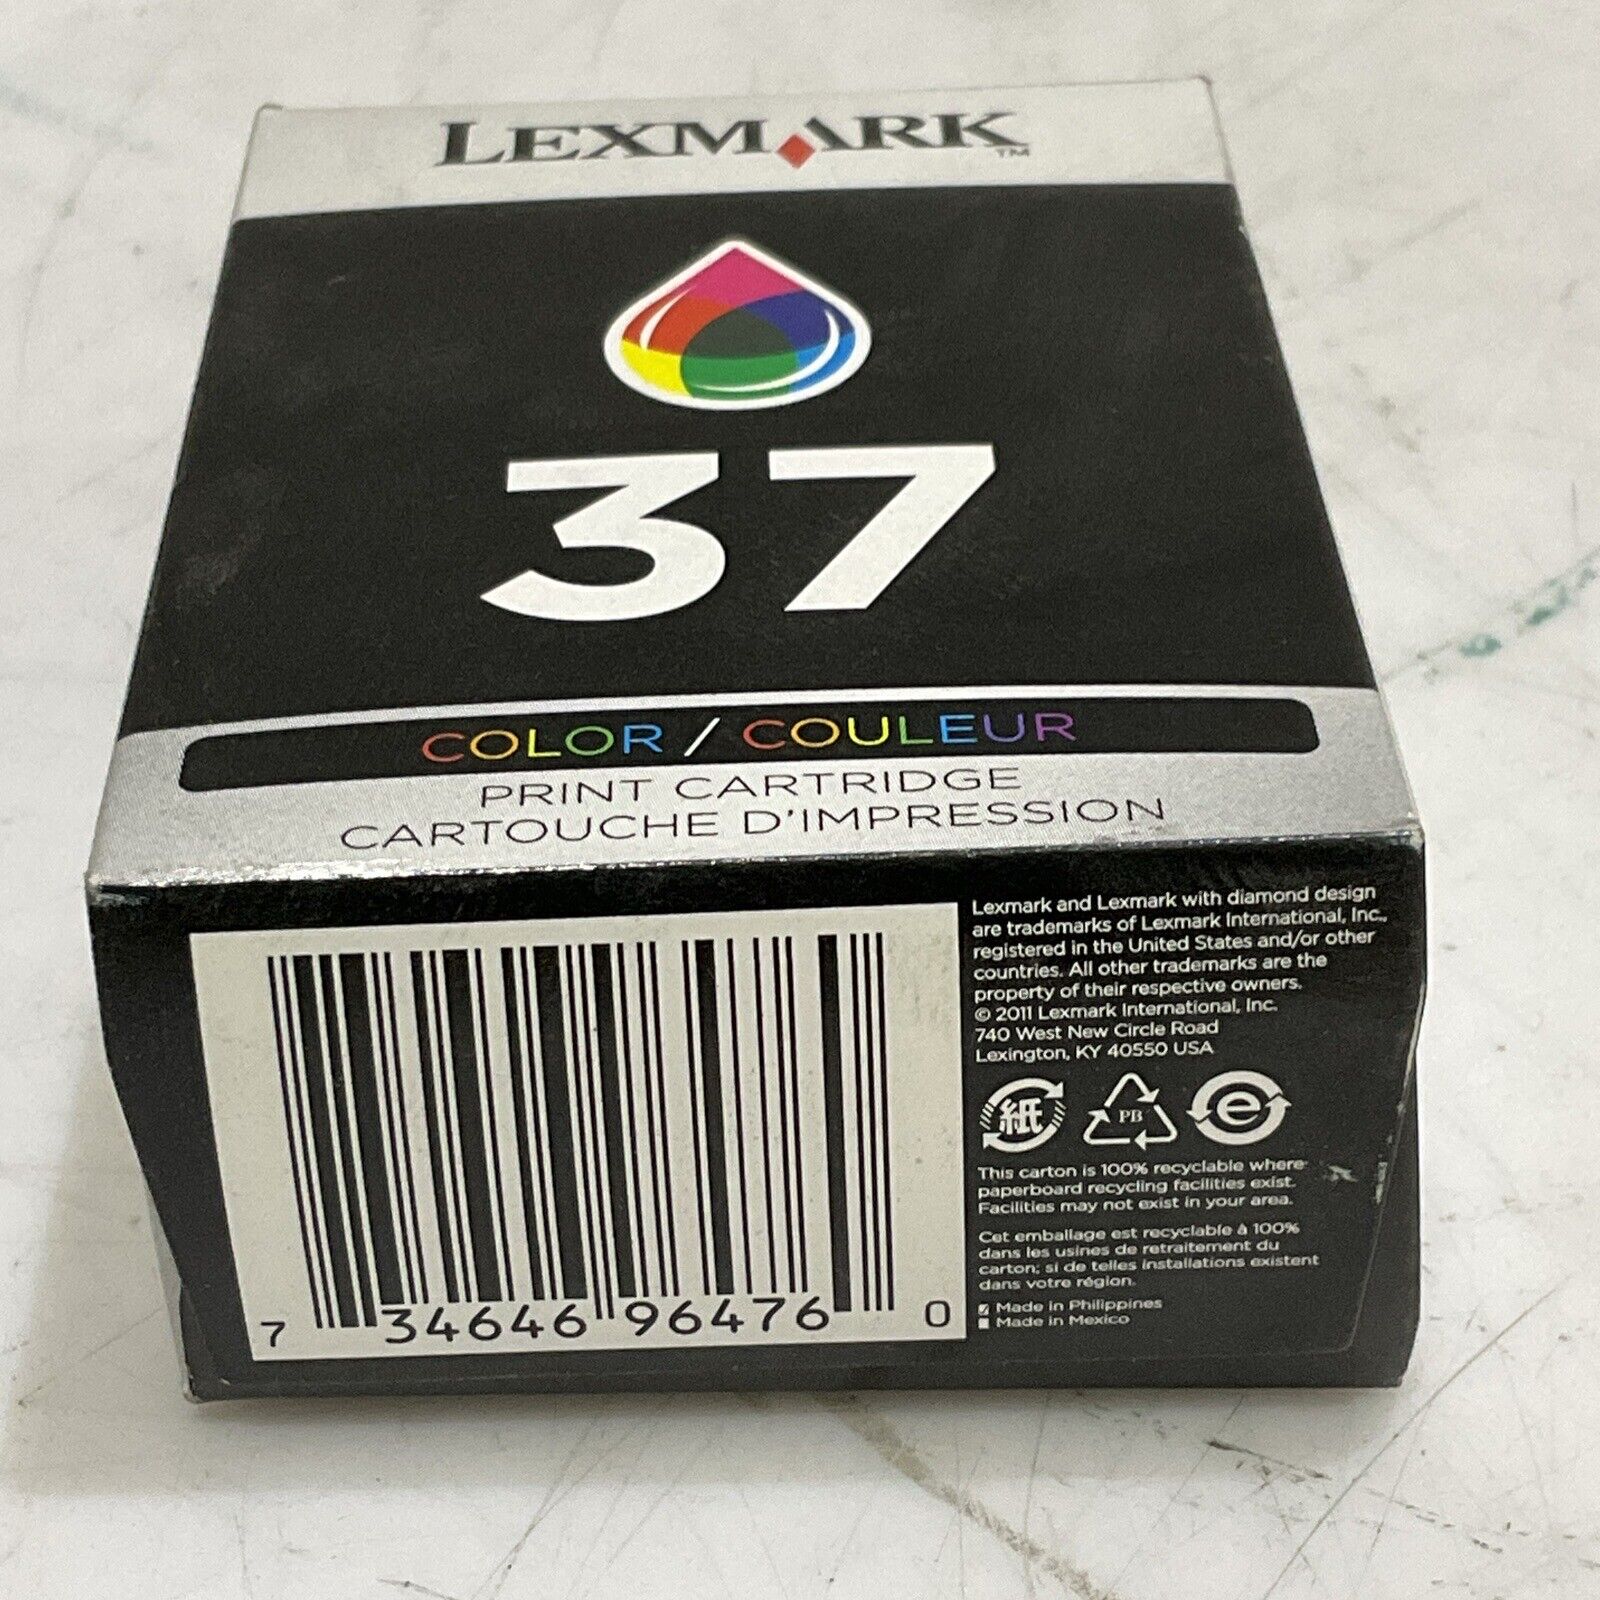 LEXMARK™
37
COLOR / COULEUR
PRINT CARTRIDGE
CARTOUCHE D'IMPRESSION
Lexmark and Lexmark with diamond design
are trademarks of Lexmark International, Inc.,
registered in the United States and/or other
countries. All other trademarks are the
property of their respective owners.
© 2011 Lexmark International, Inc.
740 West New Circle Road
Lexington, KY 40550 USA
紙 PB e
This carton is 100% recyclable where
paperboard recycling facilities exist.
Facilities may not exist in your area.
Cet emballage est recyclable à 100%
dans les usines de retraitement du
carton; si de telles installations existent
dans votre région.
Made in Philippines
Made in Mexico
7 34646 96476 0